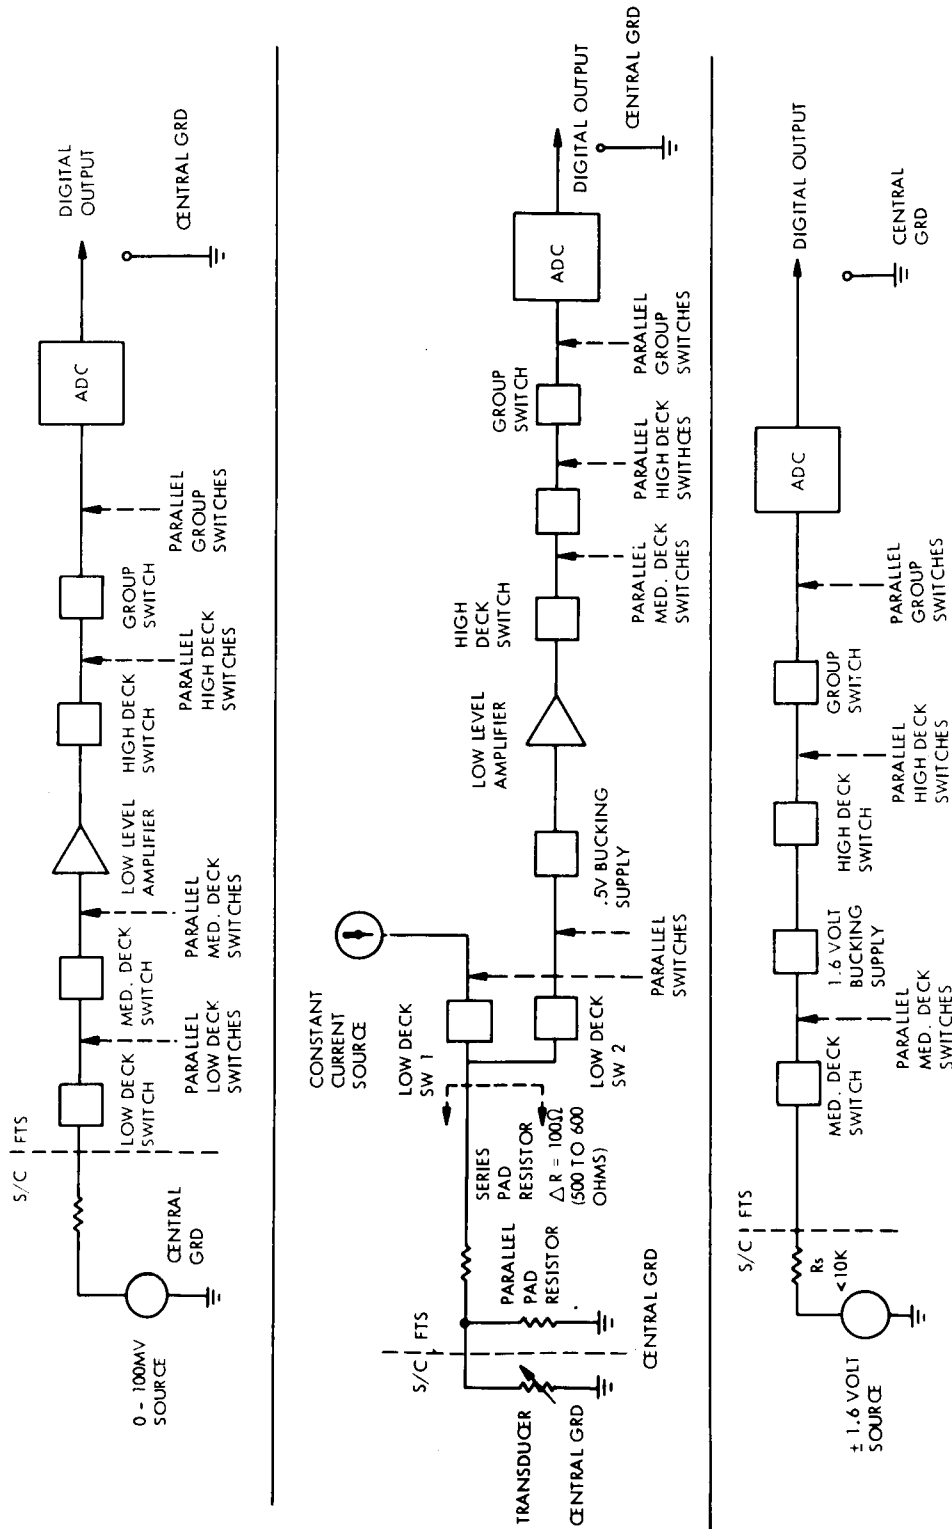 S/C
FTS
0 - 100MV
SOURCE
CENTRAL
GRD
LOW DECK
SWITCH
PARALLEL
LOW DECK
SWITCHES
MED. DECK
SWITCH
PARALLEL
MED. DECK
SWITCHES
LOW LEVEL
AMPLIFIER
HIGH DECK
SWITCH
PARALLEL
HIGH DECK
SWITCHES
GROUP
SWITCH
PARALLEL
GROUP
SWITCHES
ADC
DIGITAL
OUTPUT
CENTRAL GRD
TRANSDUCER
CENTRAL GRD
S/C
FTS
CENTRAL GRD
PARALLEL
PAD
RESISTOR
SERIES
PAD
RESISTOR
△ R = 100Ω
(500 TO 600
OHMS)
CONSTANT
CURRENT
SOURCE
LOW DECK
SW 1
LOW DECK
SW 2
PARALLEL
SWITCHES
.5V BUCKING
SUPPLY
LOW LEVEL
AMPLIFIER
HIGH
DECK
SWITCH
PARALLEL
MED. DECK
SWITCHES
PARALLEL
HIGH DECK
SWITHCES
GROUP
SWITCH
PARALLEL
GROUP
SWITCHES
ADC
DIGITAL OUTPUT
CENTRAL GRD
± 1.6 VOLT
SOURCE
S/C
FTS
Rs
<10K
MED. DECK
SWITCH
PARALLEL
MED. DECK
SWITCHES
1.6 VOLT
BUCKING
SUPPLY
HIGH DECK
SWITCH
PARALLEL
HIGH DECK
SWITCHES
GROUP
SWITCH
PARALLEL
GROUP
SWITCHES
ADC
DIGITAL OUTPUT
CENTRAL
GRD